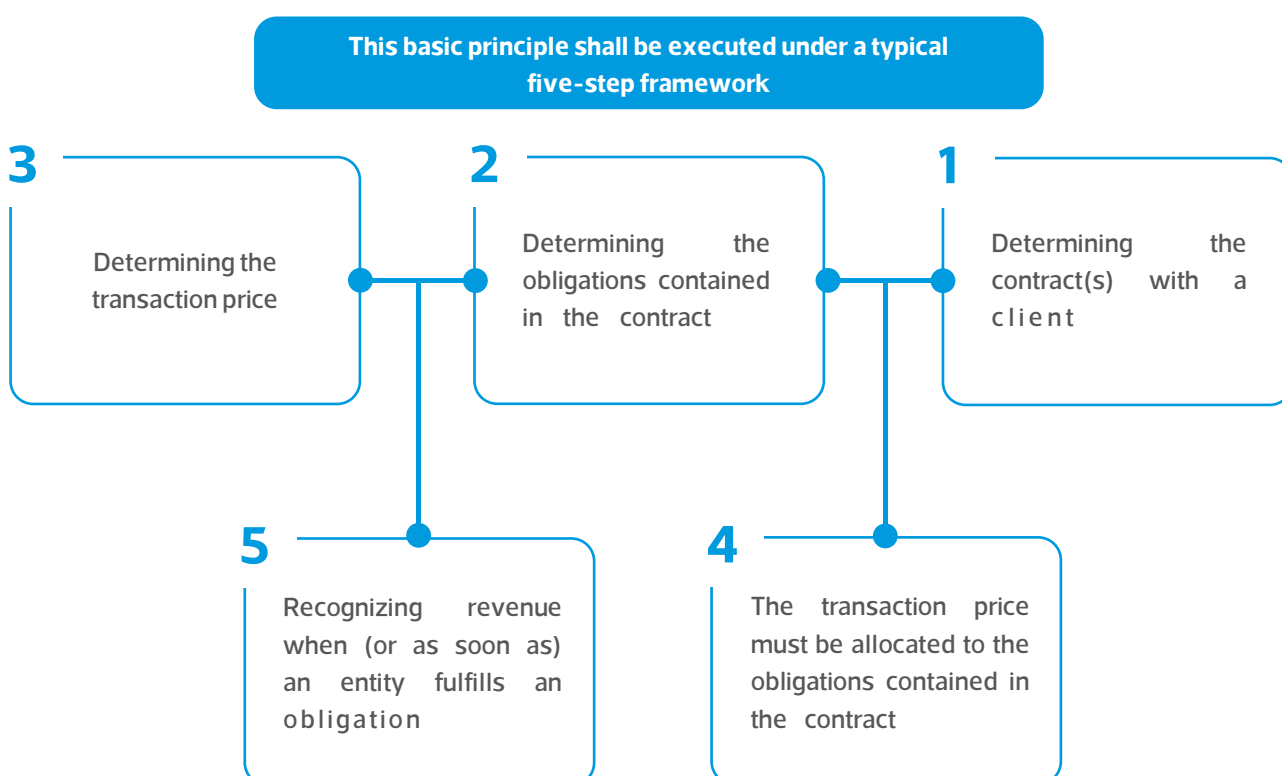 This basic principle shall be executed under a typical
five-step framework
1
Determining the
contract(s) with a
client
2
Determining the
obligations contained
in the contract
3
Determining the
transaction price
4
The transaction price
must be allocated to the
obligations contained in
the contract
5
Recognizing revenue
when (or as soon as)
an entity fulfills an
obligation